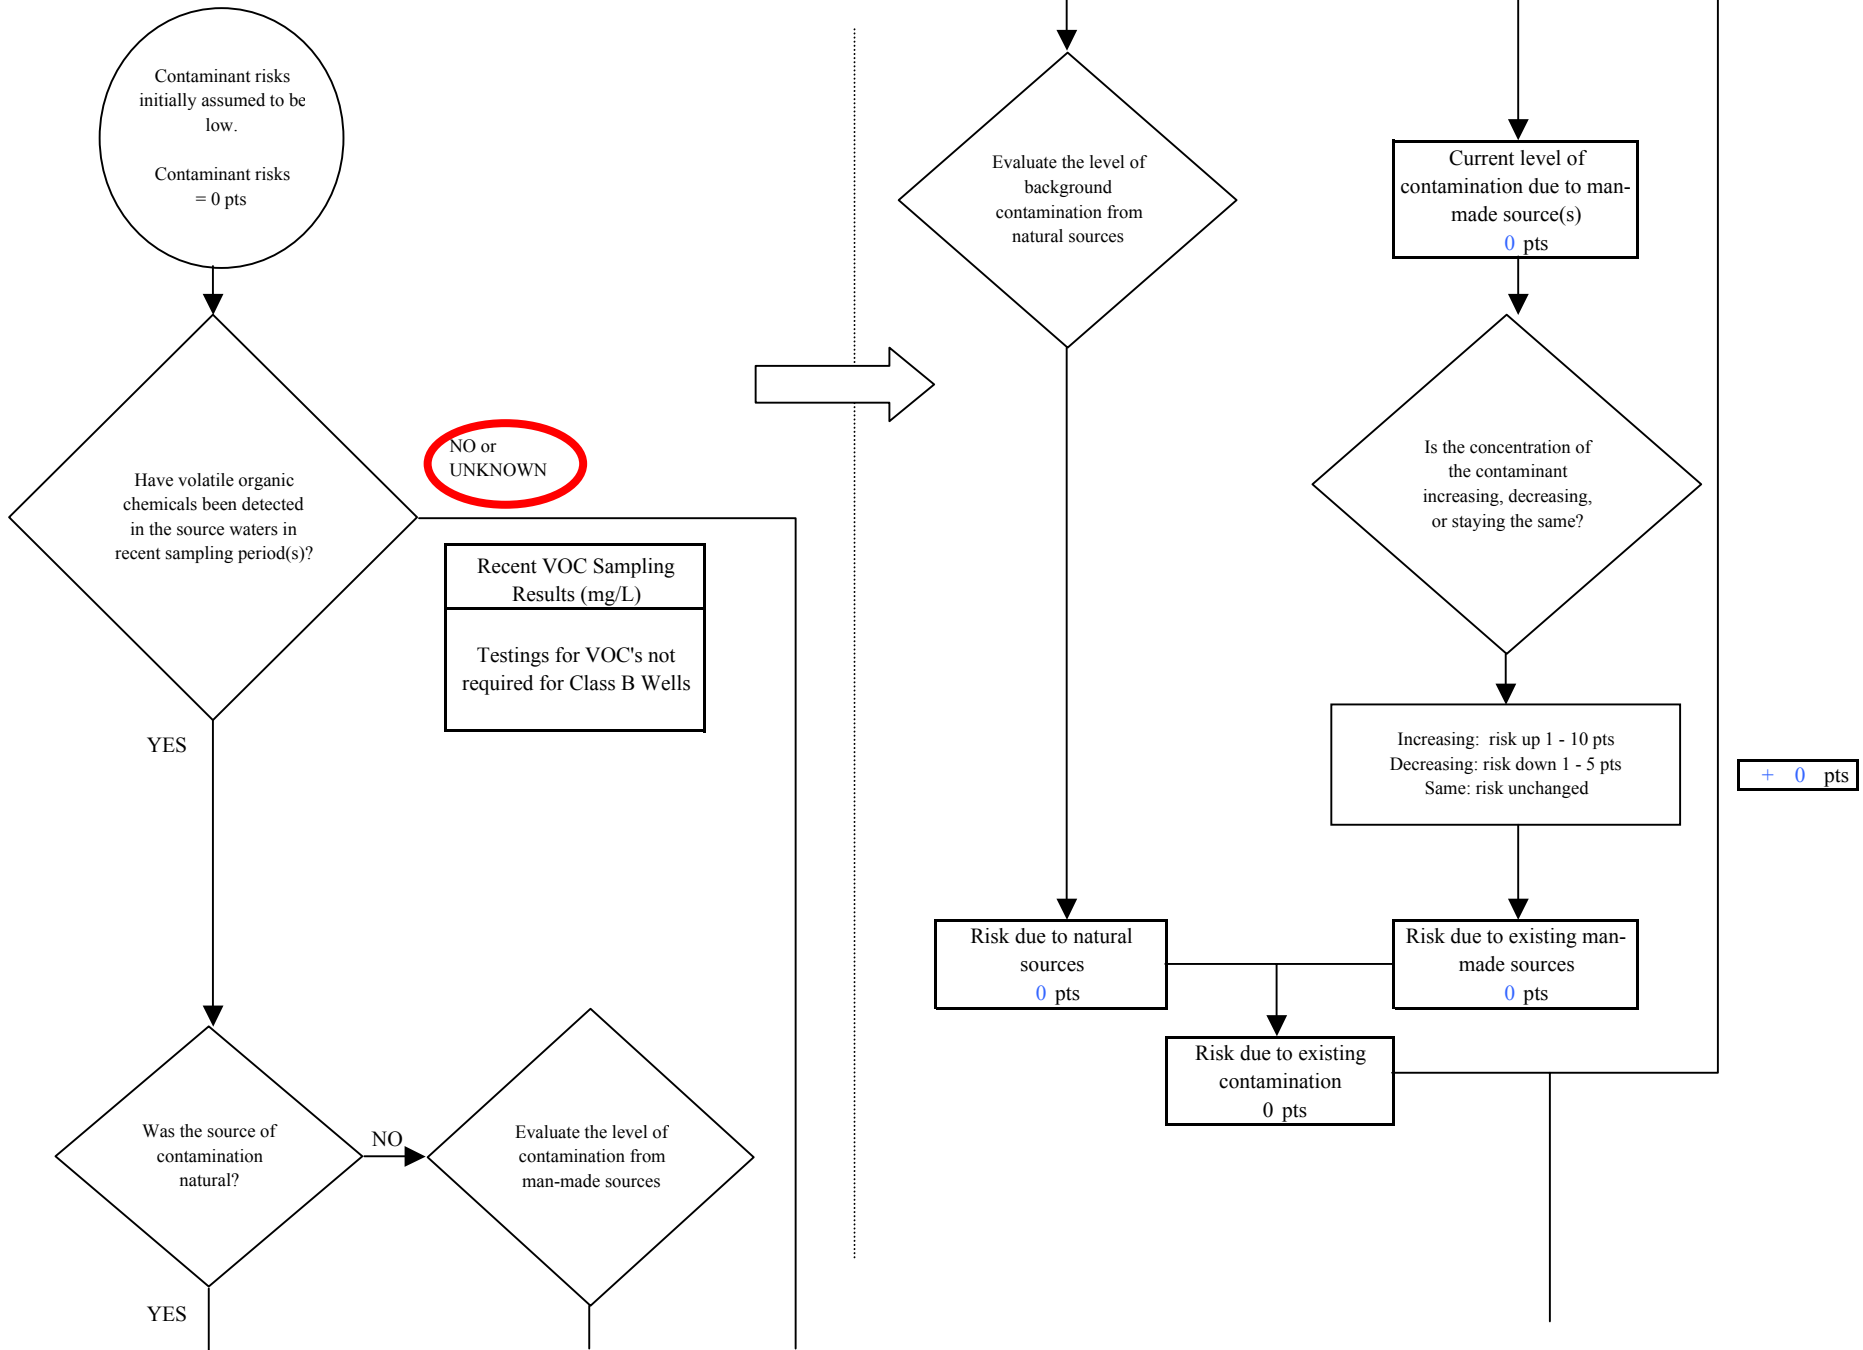 Contaminant risks
initially assumed to be
low.
Contaminant risks
= 0 pts
Have volatile organic
chemicals been detected
in the source waters in
recent sampling period(s)?
NO or
UNKNOWN
Recent VOC Sampling
Results (mg/L)
Testings for VOC's not
required for Class B Wells
YES
Was the source of
contamination
natural?
NO
Evaluate the level of
contamination from
man-made sources
YES
Evaluate the level of
background
contamination from
natural sources
Current level of
contamination due to man-
made source(s)
0 pts
Is the concentration of
the contaminant
increasing, decreasing,
or staying the same?
Increasing: risk up 1 - 10 pts
Decreasing: risk down 1 - 5 pts
Same: risk unchanged
+ 0 pts
Risk due to natural
sources
0 pts
Risk due to existing man-
made sources
0 pts
Risk due to existing
contamination
0 pts